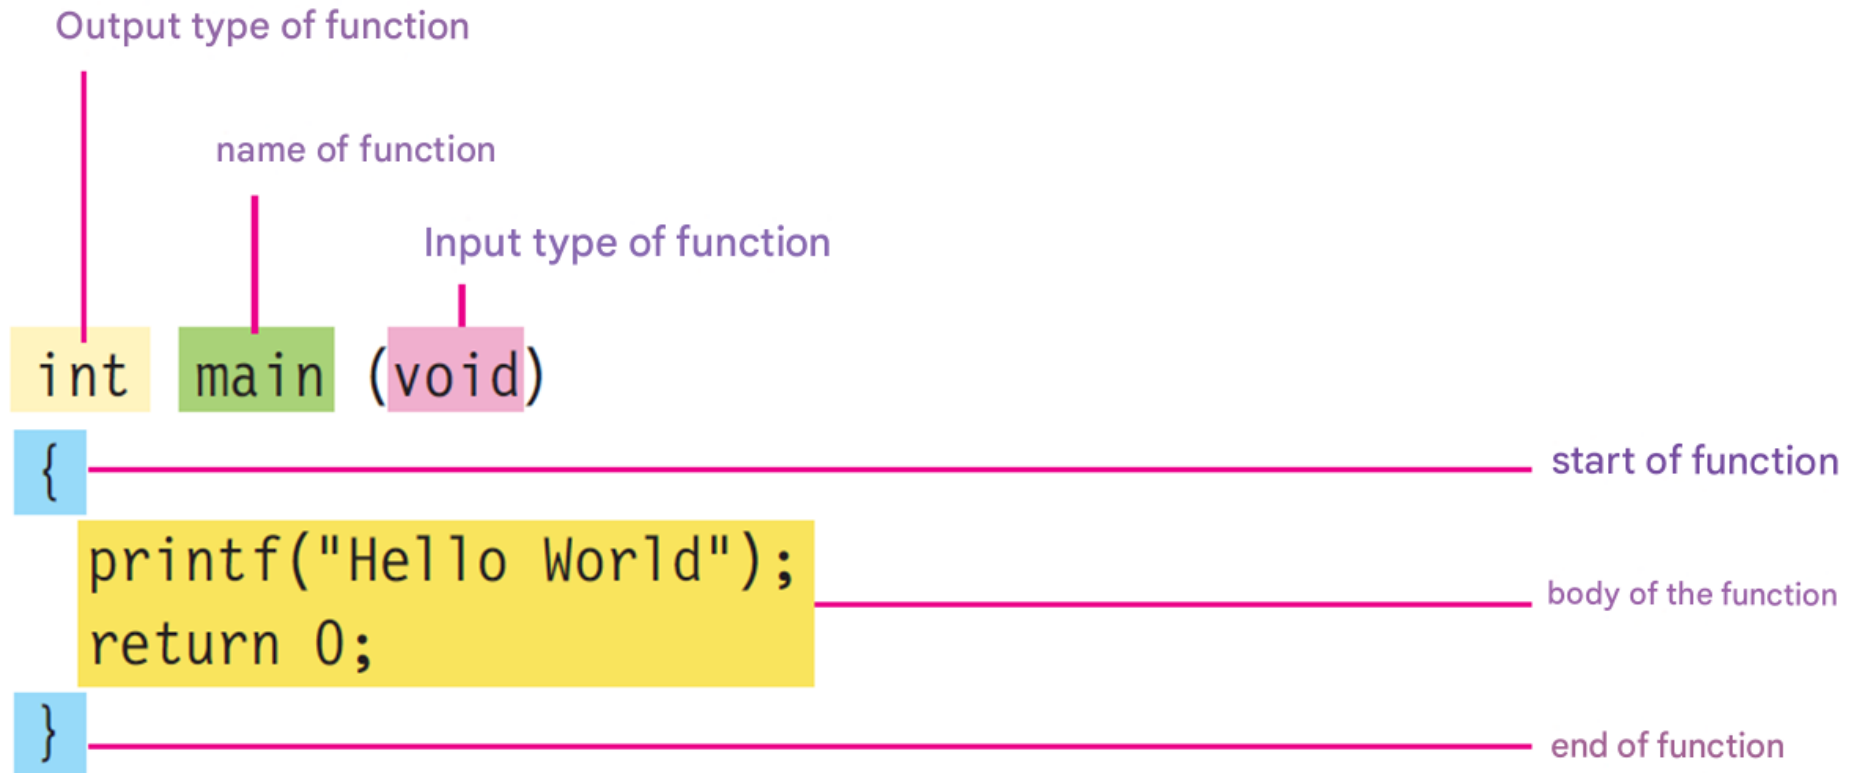 Output type of function
name of function
Input type of function
int main (void)
{
start of function
printf("Hello World");
return 0;
body of the function
}
end of function